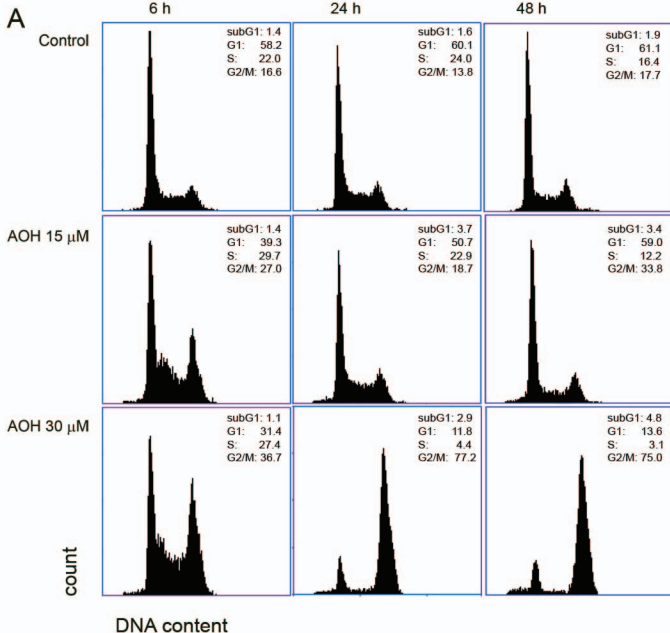 A
6 h 24 h 48 h
Control
subG1: 1.4
G1: 58.2
S: 22.0
G2/M: 16.6
subG1: 1.6
G1: 60.1
S: 24.0
G2/M: 13.8
subG1: 1.9
G1: 61.1
S: 16.4
G2/M: 17.7
AOH 15 μM
subG1: 1.4
G1: 39.3
S: 29.7
G2/M: 27.0
subG1: 3.7
G1: 50.7
S: 22.9
G2/M: 18.7
subG1: 3.4
G1: 59.0
S: 12.2
G2/M: 33.8
AOH 30 μM
subG1: 1.1
G1: 31.4
S: 27.4
G2/M: 36.7
subG1: 2.9
G1: 11.8
S: 4.4
G2/M: 77.2
subG1: 4.8
G1: 13.6
S: 3.1
G2/M: 75.0
count
DNA content